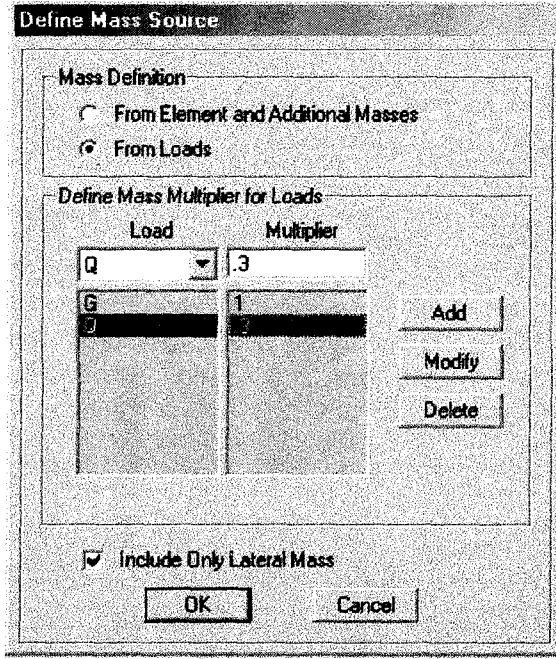 Define Mass Source
Mass Definition
From Element and Additional Masses
From Loads
Define Mass Multiplier for Loads
Load Multiplier
Q .3
G 1
Add
Modify
Delete
Include Only Lateral Mass
OK Cancel